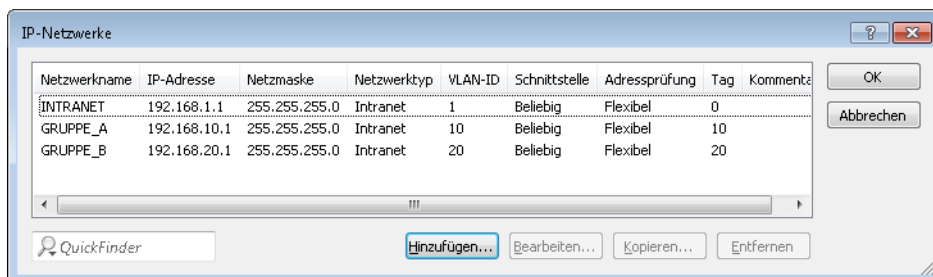 IP-Netzwerke
Netzwerkname IP-Adresse Netzmaske Netzwerktyp VLAN-ID Schnittstelle Adressprüfung Tag Kommenta
INTRANET 192.168.1.1 255.255.255.0 Intranet 1 Beliebig Flexibel 0
GRUPPE_A 192.168.10.1 255.255.255.0 Intranet 10 Beliebig Flexibel 10
GRUPPE_B 192.168.20.1 255.255.255.0 Intranet 20 Beliebig Flexibel 20
OK
Abbrechen
QuickFinder
Hinzufügen... Bearbeiten... Kopieren... Entfernen